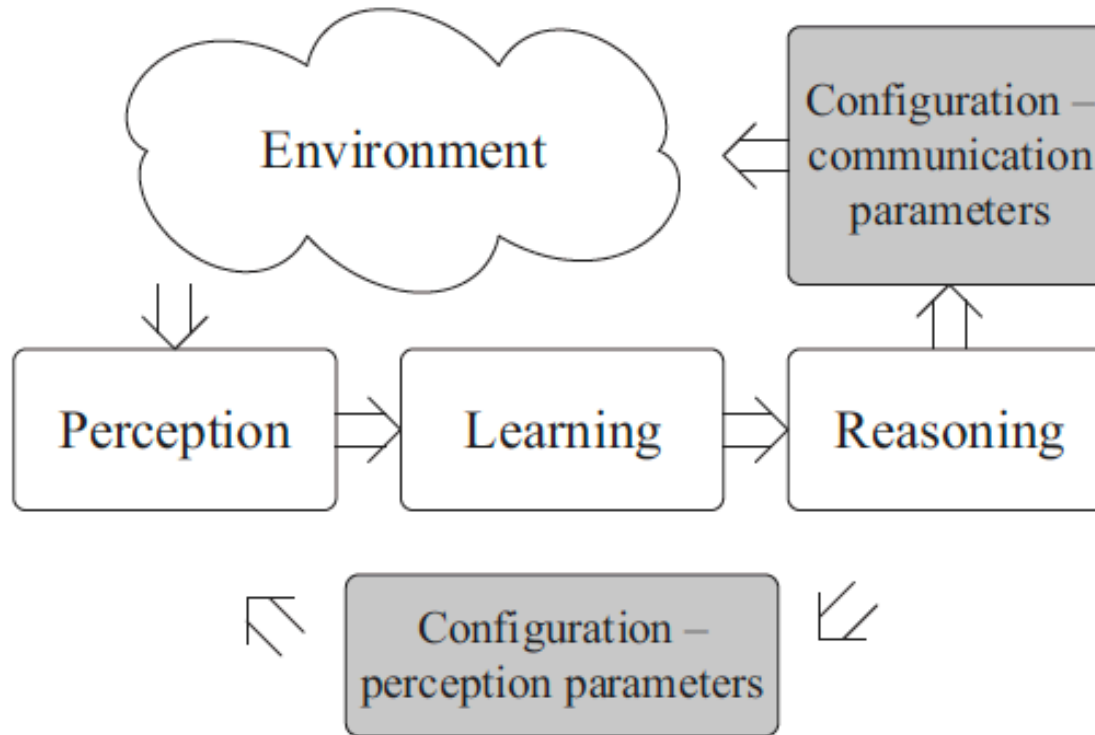 Environment
Configuration –
communication
parameters
Perception
Learning
Reasoning
Configuration –
perception parameters